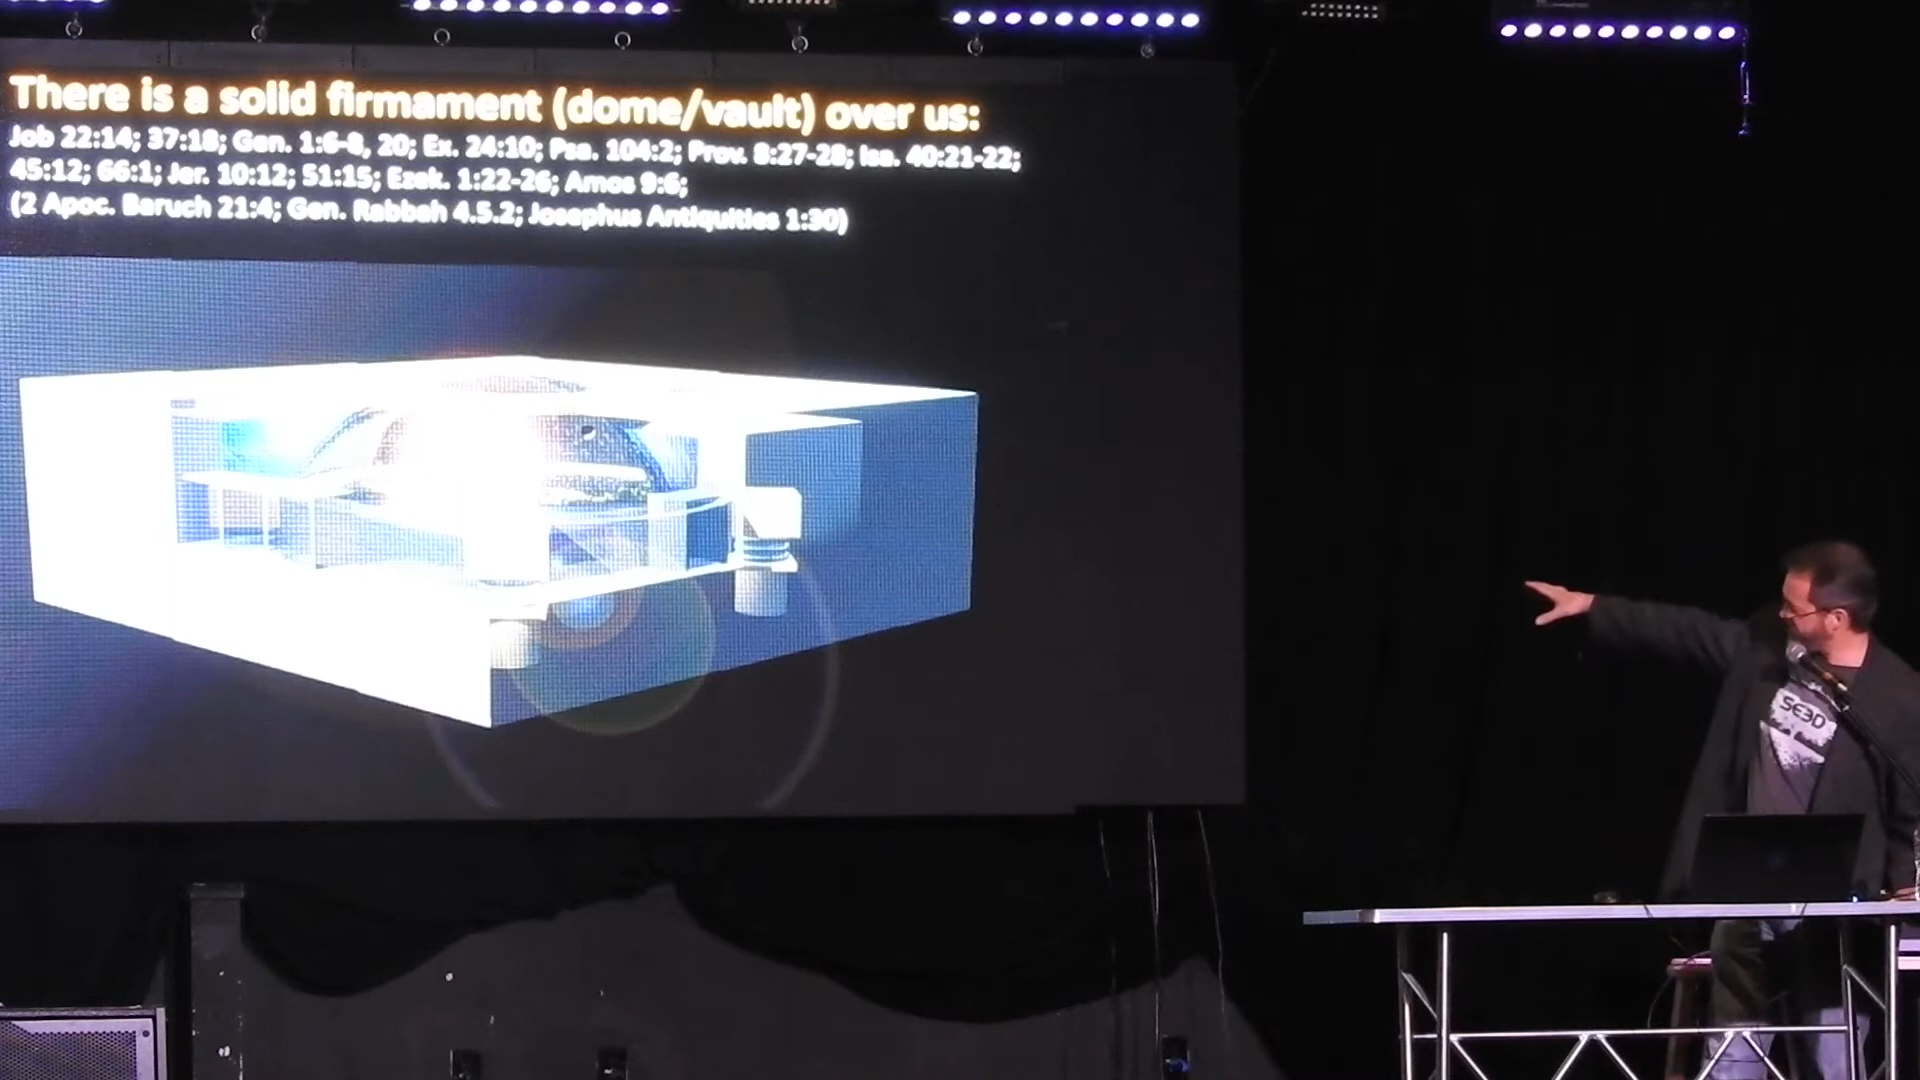 There is a solid firmament (dome/vault) over us:
Job 22:14; 37:18; Gen. 1:6-8, 20; Ex. 24:10; Psa. 104:2; Prov. 8:27-28; Isa. 40:21-22;
45:12; 66:1; Jer. 10:12; 51:15; Ezek. 1:22-26; Amos 9:6;
(2 Apoc. Baruch 21:4; Gen. Rabbah 4.5.2; Josephus Antiquities 1:30)
SE3D